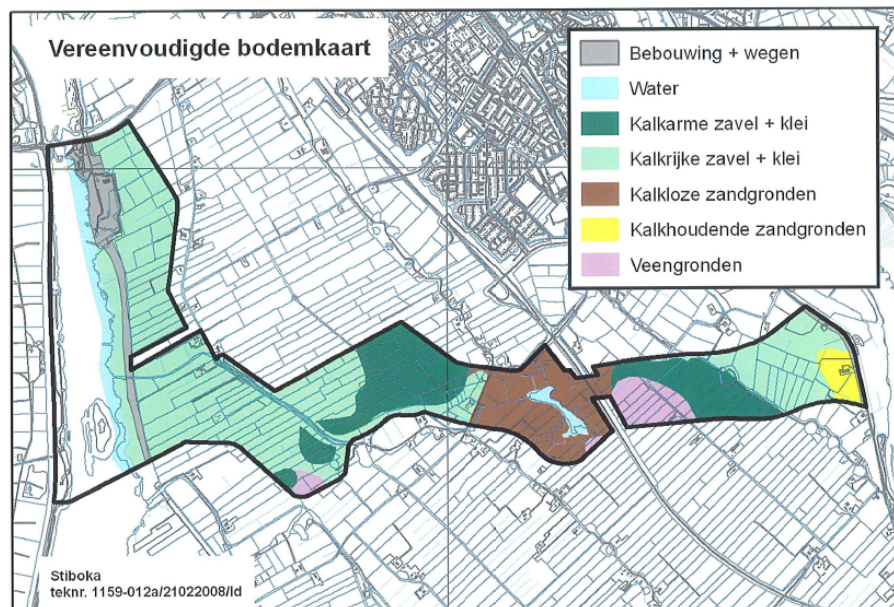 Vereenvoudigde bodemkaart
Bebouwing + wegen
Water
Kalkarme zavel + klei
Kalkrijke zavel + klei
Kalkloze zandgronden
Kalkhoudende zandgronden
Veengronden
Stiboka
teknr. 1159-012a/21022008/ld